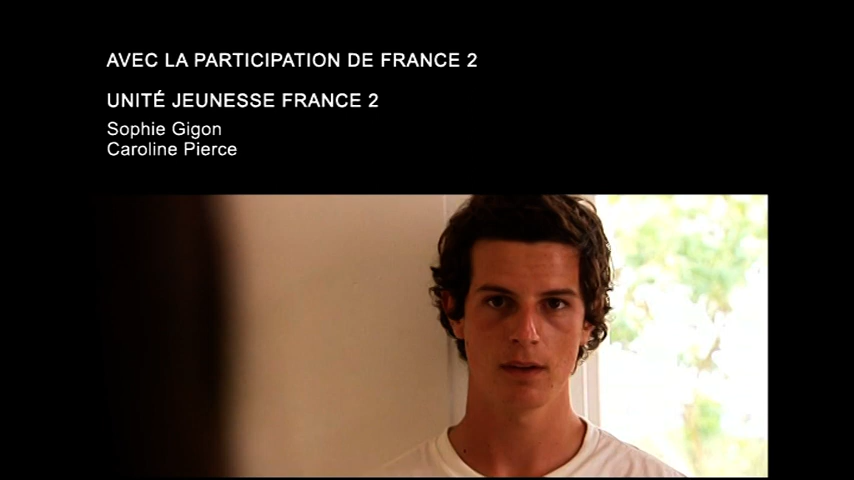 AVEC LA PARTICIPATION DE FRANCE 2
UNITÉ JEUNESSE FRANCE 2
Sophie Gigon
Caroline Pierce